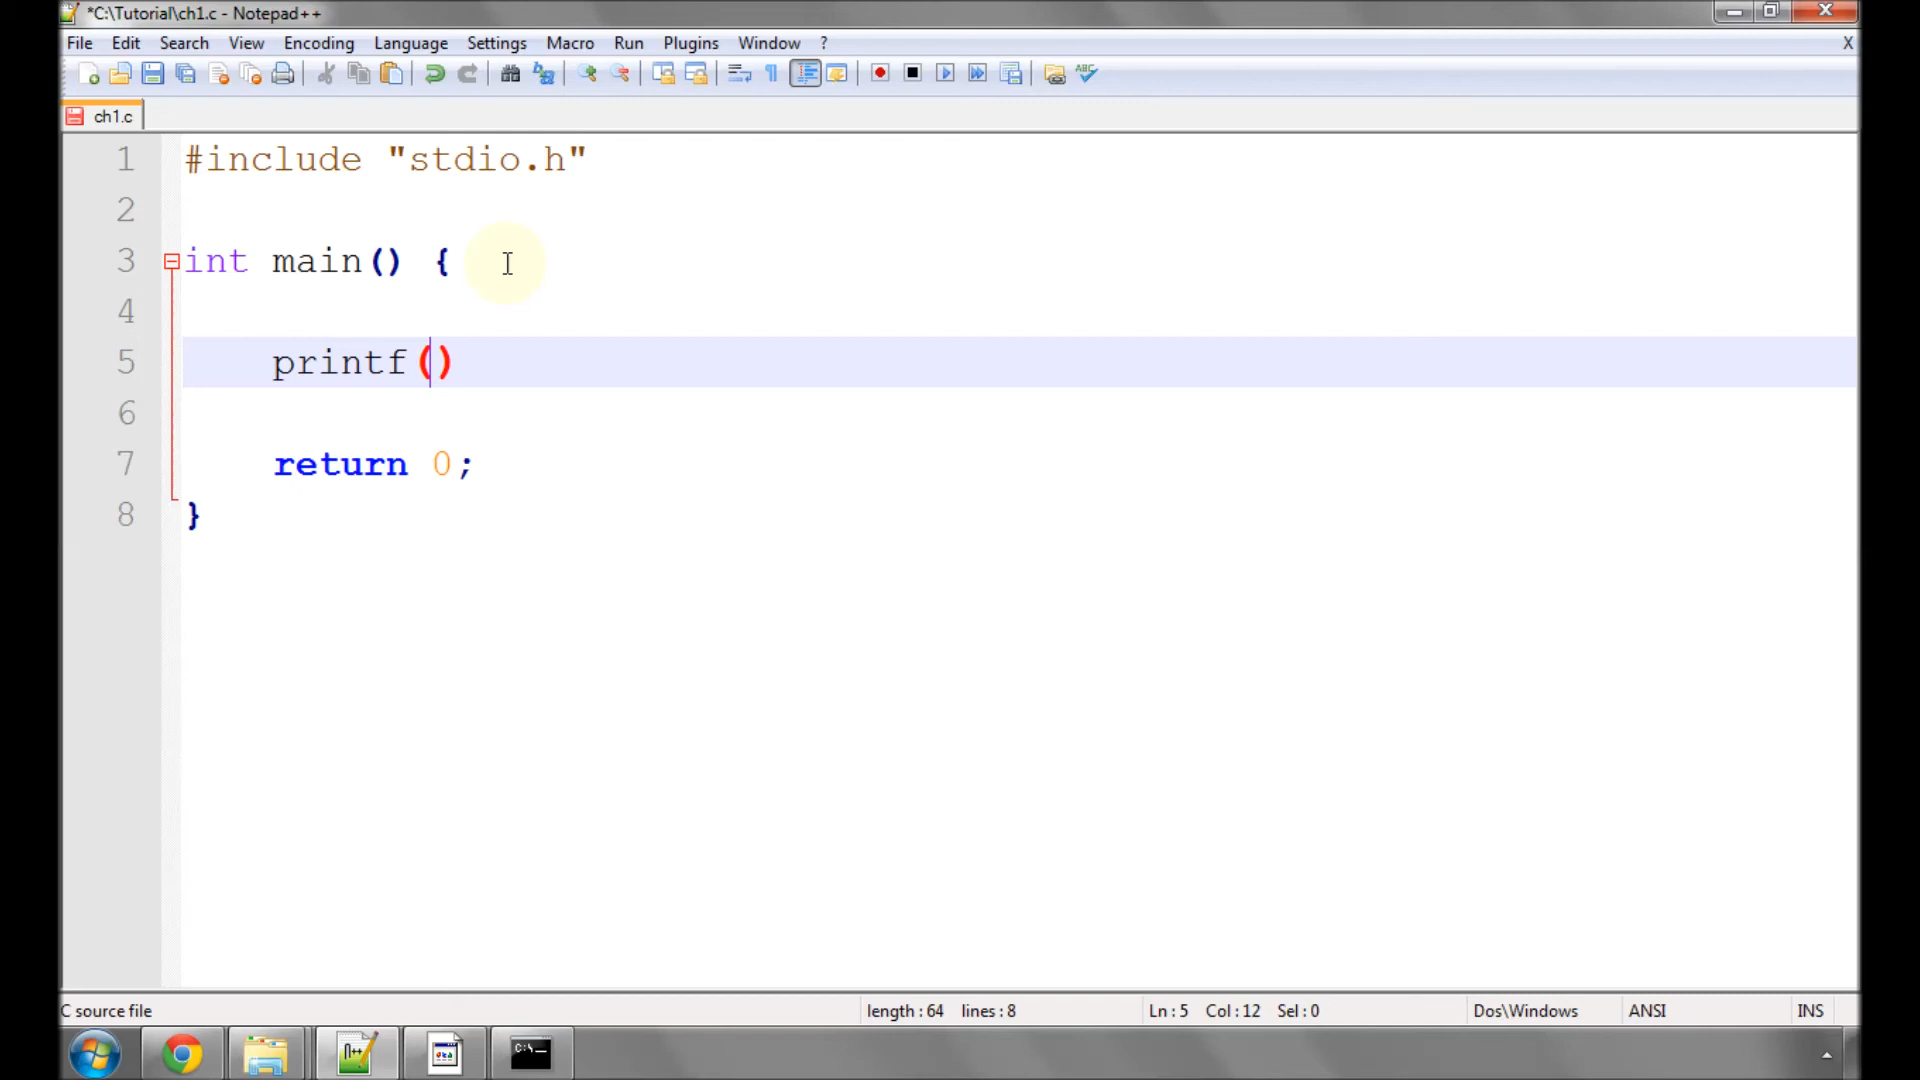 *C:\Tutorial\ch1.c - Notepad++
File Edit Search View Encoding Language Settings Macro Run Plugins Window ? X
ABC
ch1.c
1 #include "stdio.h"
2
3 int main() {
4
5 printf()
6
7 return 0;
8 }
C source file length : 64 lines : 8 Ln : 5 Col : 12 Sel : 0 Dos\Windows ANSI INS